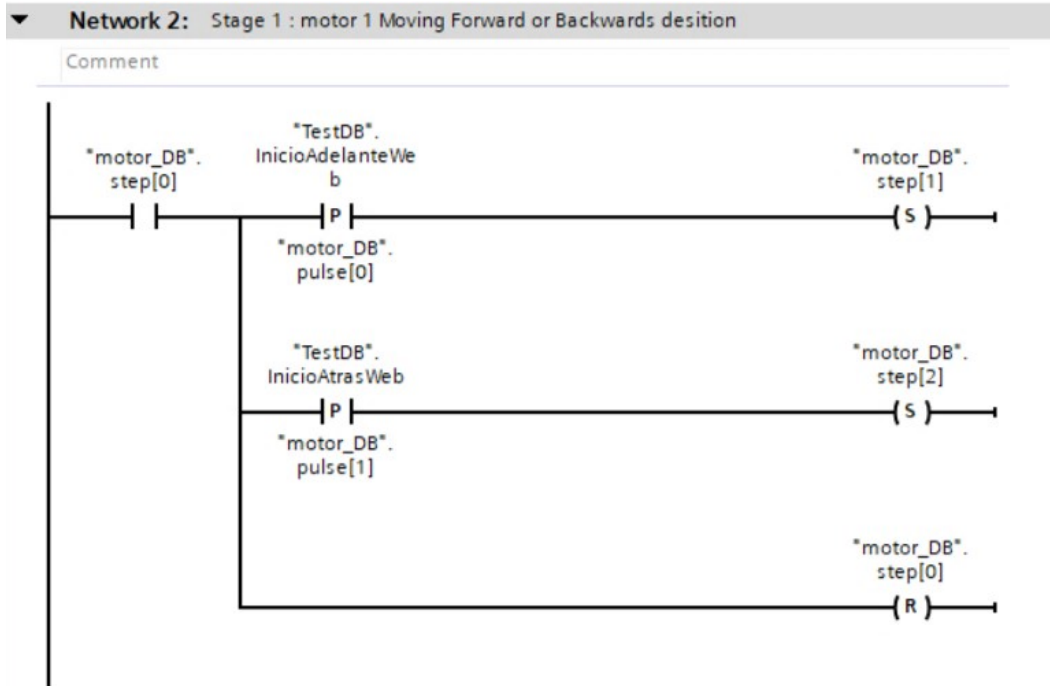 Network 2: Stage 1 : motor 1 Moving Forward or Backwards desition
Comment
"motor_DB".
step[0]
"TestDB".
InicioAdelanteWe
b
P
"motor_DB".
pulse[0]
"motor_DB".
step[1]
S
"TestDB".
InicioAtrasWeb
P
"motor_DB".
pulse[1]
"motor_DB".
step[2]
S
"motor_DB".
step[0]
R